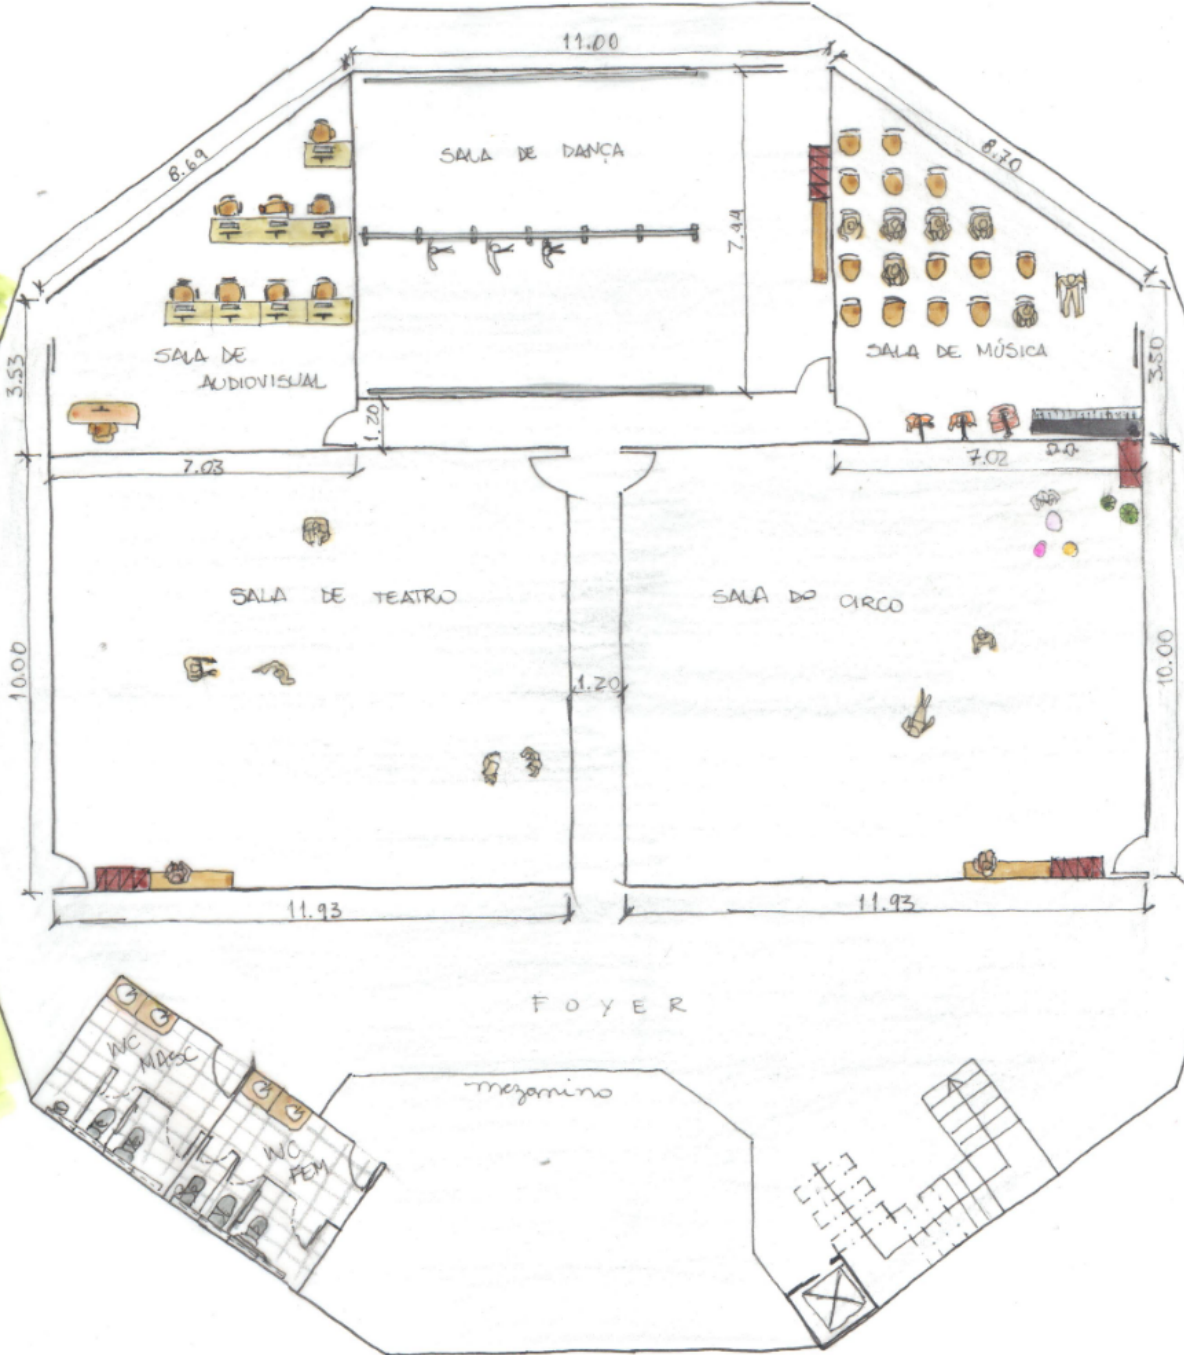 11.00
8.69
SALA DE DANÇA
8.70
7.44
SALA DE
AUDIOVISUAL
SALA DE MÚSICA
3.53
3.50
1.20
7.03
7.02
SALA DE TEATRO
SALA DO CIRCO
10.00
1.20
10.00
11.93
11.93
FOYER
WC
MASC
mezanino
WC
FEM